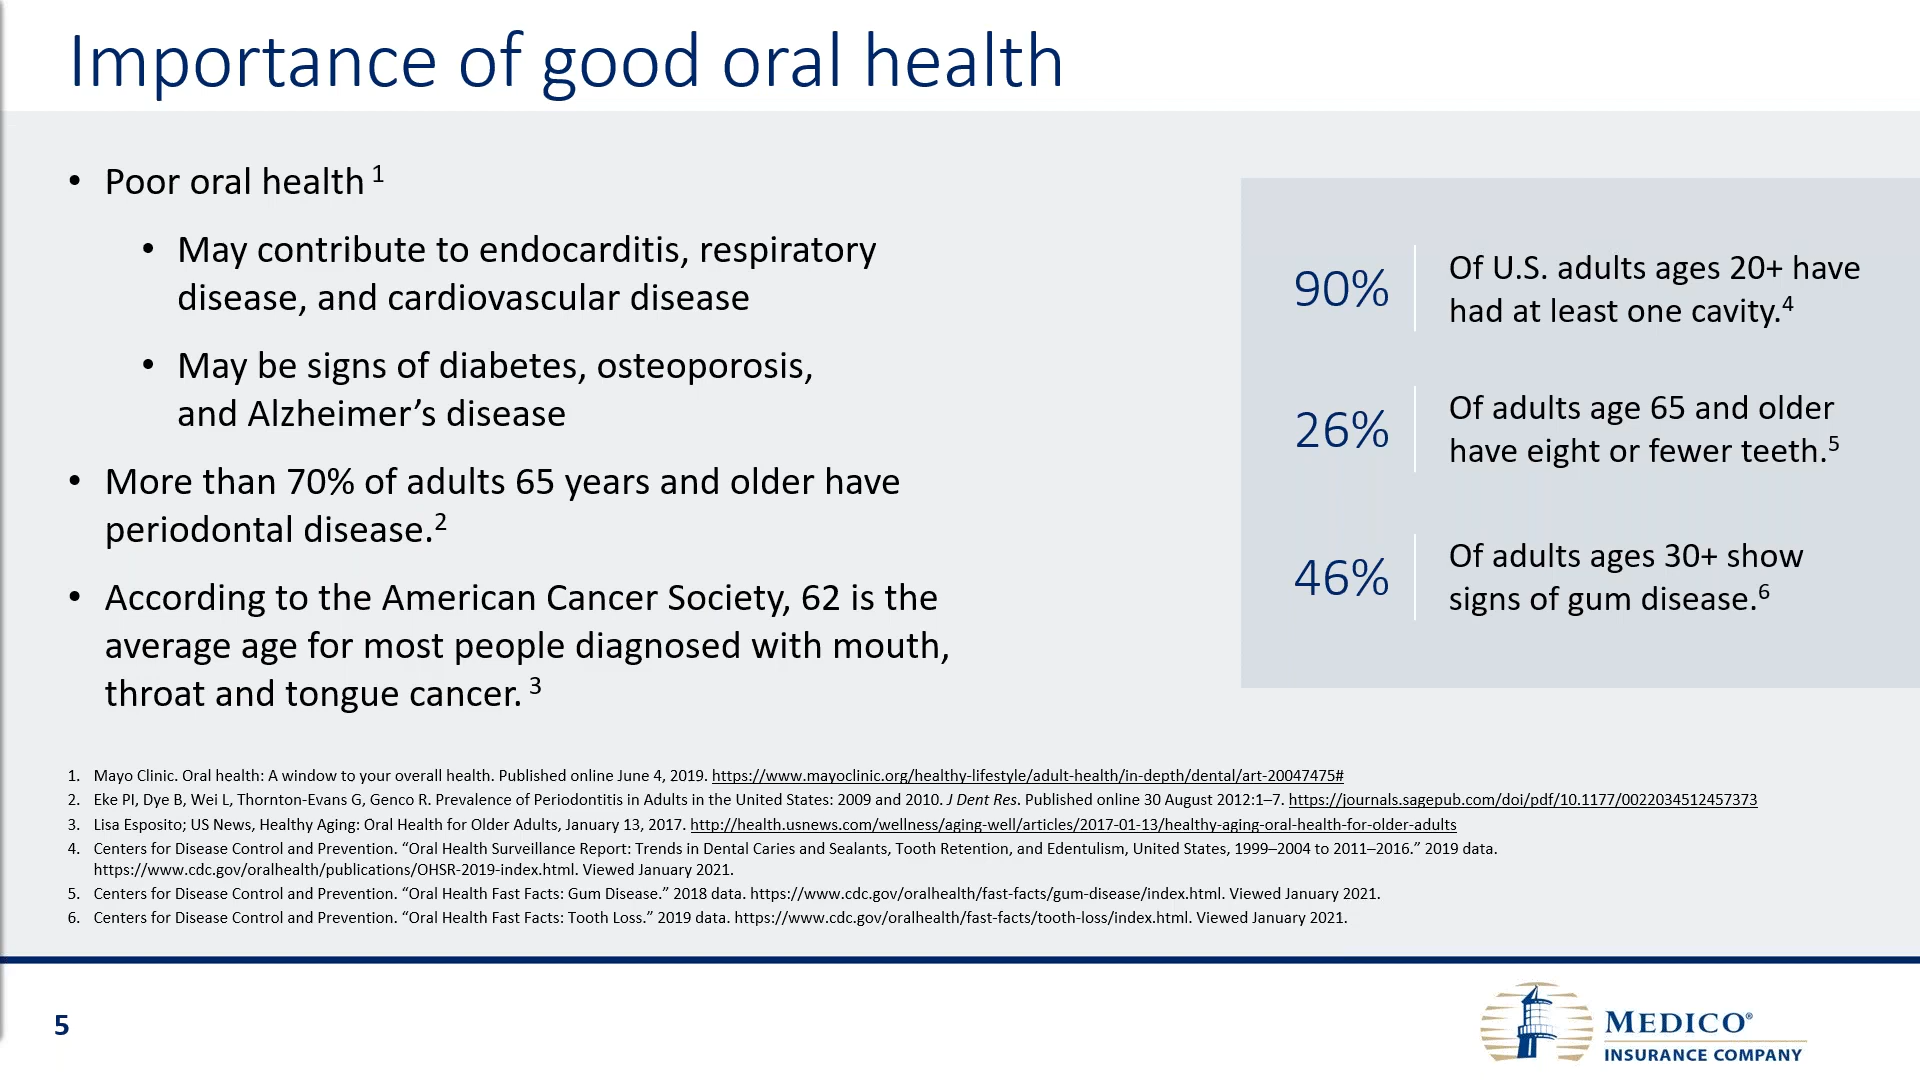 Importance of good oral health
• Poor oral health 1
• May contribute to endocarditis, respiratory
disease, and cardiovascular disease
• May be signs of diabetes, osteoporosis,
and Alzheimer’s disease
• More than 70% of adults 65 years and older have
periodontal disease.2
• According to the American Cancer Society, 62 is the
average age for most people diagnosed with mouth,
throat and tongue cancer. 3
90%
Of U.S. adults ages 20+ have
had at least one cavity.4
26%
Of adults age 65 and older
have eight or fewer teeth.5
46%
Of adults ages 30+ show
signs of gum disease.6
1. Mayo Clinic. Oral health: A window to your overall health. Published online June 4, 2019. https://www.mayoclinic.org/healthy-lifestyle/adult-health/in-depth/dental/art-20047475#
2. Eke PI, Dye B, Wei L, Thornton-Evans G, Genco R. Prevalence of Periodontitis in Adults in the United States: 2009 and 2010. J Dent Res. Published online 30 August 2012:1–7. https://journals.sagepub.com/doi/pdf/10.1177/0022034512457373
3. Lisa Esposito; US News, Healthy Aging: Oral Health for Older Adults, January 13, 2017. http://health.usnews.com/wellness/aging-well/articles/2017-01-13/healthy-aging-oral-health-for-older-adults
4. Centers for Disease Control and Prevention. “Oral Health Surveillance Report: Trends in Dental Caries and Sealants, Tooth Retention, and Edentulism, United States, 1999–2004 to 2011–2016.” 2019 data.
https://www.cdc.gov/oralhealth/publications/OHSR-2019-index.html. Viewed January 2021.
5. Centers for Disease Control and Prevention. “Oral Health Fast Facts: Gum Disease.” 2018 data. https://www.cdc.gov/oralhealth/fast-facts/gum-disease/index.html. Viewed January 2021.
6. Centers for Disease Control and Prevention. “Oral Health Fast Facts: Tooth Loss.” 2019 data. https://www.cdc.gov/oralhealth/fast-facts/tooth-loss/index.html. Viewed January 2021.
5
MEDICO®
INSURANCE COMPANY